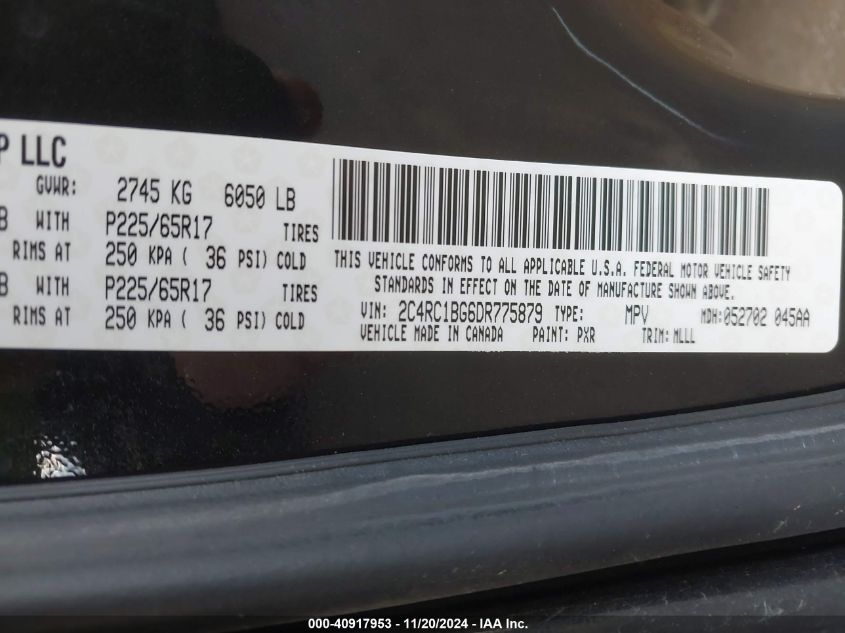 P LLC
GVWR: 2745 KG 6050 LB
B WITH P225/65R17 TIRES
RIMS AT 250 KPA ( 36 PSI) COLD
B WITH P225/65R17 TIRES
RIMS AT 250 KPA ( 36 PSI) COLD
THIS VEHICLE CONFORMS TO ALL APPLICABLE U.S.A. FEDERAL MOTOR VEHICLE SAFETY
STANDARDS IN EFFECT ON THE DATE OF MANUFACTURE SHOWN ABOVE.
VIN: 2C4RC1BG6DR775879 TYPE: MPV MDH:052702 045AA
VEHICLE MADE IN CANADA PAINT: PXR TRIM:MLLL
000-40917953 - 11/20/2024 - IAA Inc.